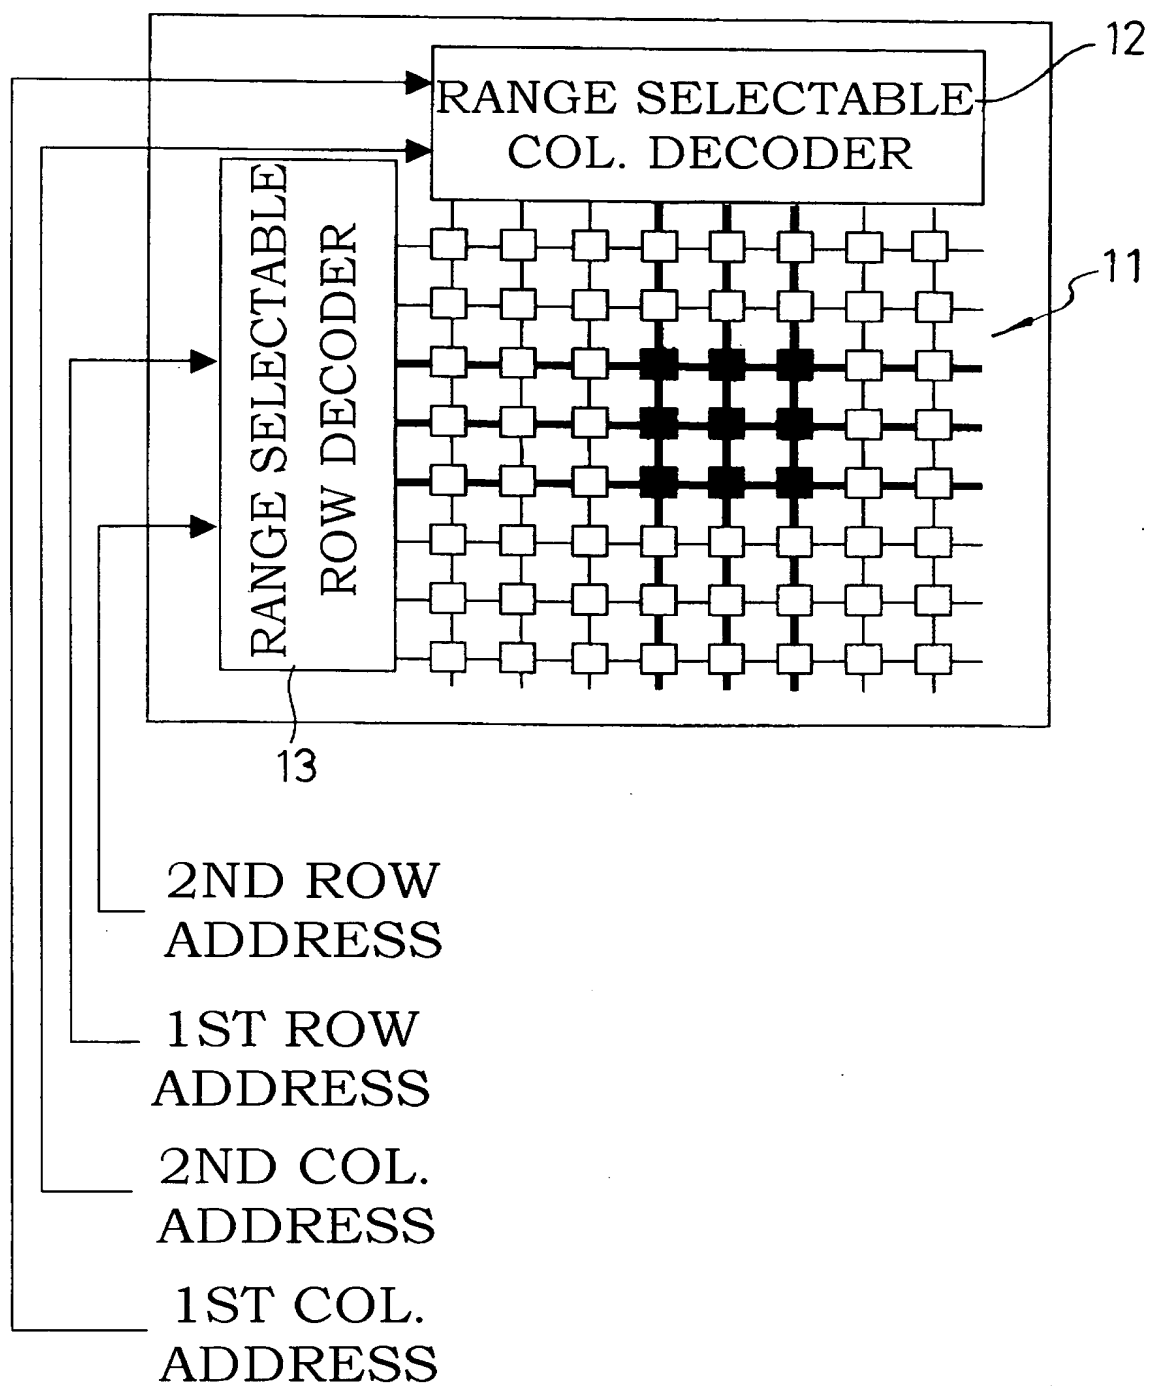 12
RANGE SELECTABLE
COL. DECODER
RANGE SELECTABLE
ROW DECODER
11
13
2ND ROW
ADDRESS
1ST ROW
ADDRESS
2ND COL.
ADDRESS
1ST COL.
ADDRESS